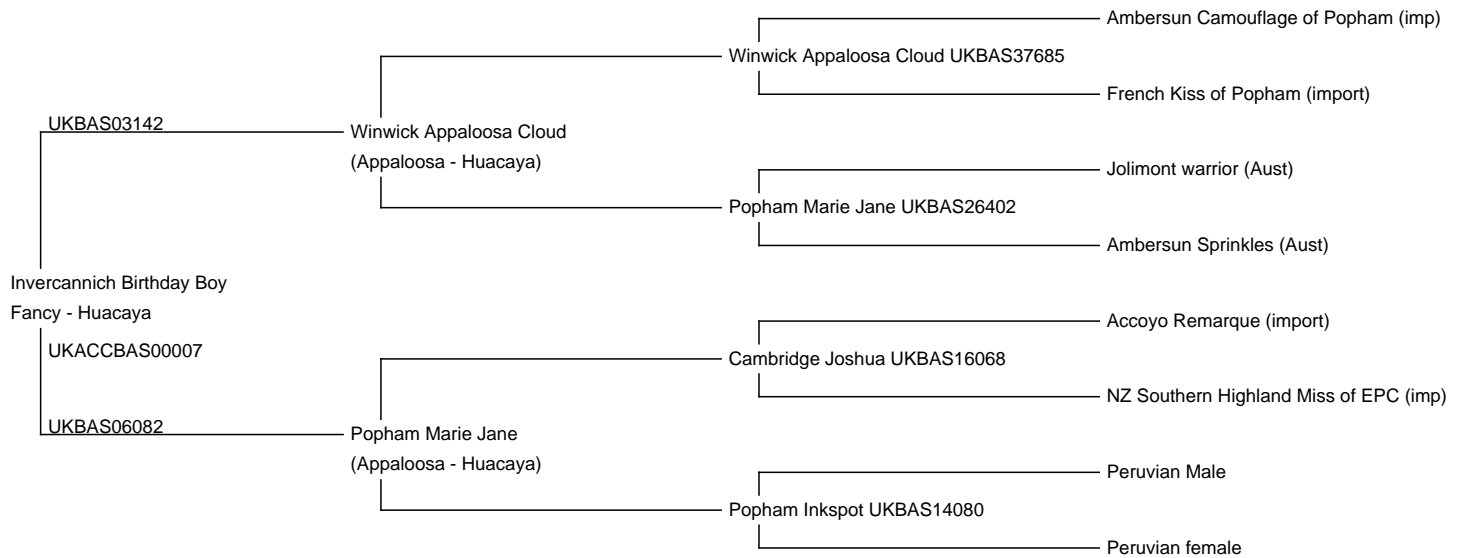 Ambersun Camouflage of Popham (imp)
Winwick Appaloosa Cloud UKBAS37685
French Kiss of Popham (import)
UKBAS03142
Winwick Appaloosa Cloud
(Appaloosa - Huacaya)
Jolimont warrior (Aust)
Popham Marie Jane UKBAS26402
Ambersun Sprinkles (Aust)
Invercannich Birthday Boy
Fancy - Huacaya
Accoyo Remarque (import)
UKACCBAS00007
Cambridge Joshua UKBAS16068
NZ Southern Highland Miss of EPC (imp)
UKBAS06082
Popham Marie Jane
(Appaloosa - Huacaya)
Peruvian Male
Popham Inkspot UKBAS14080
Peruvian female